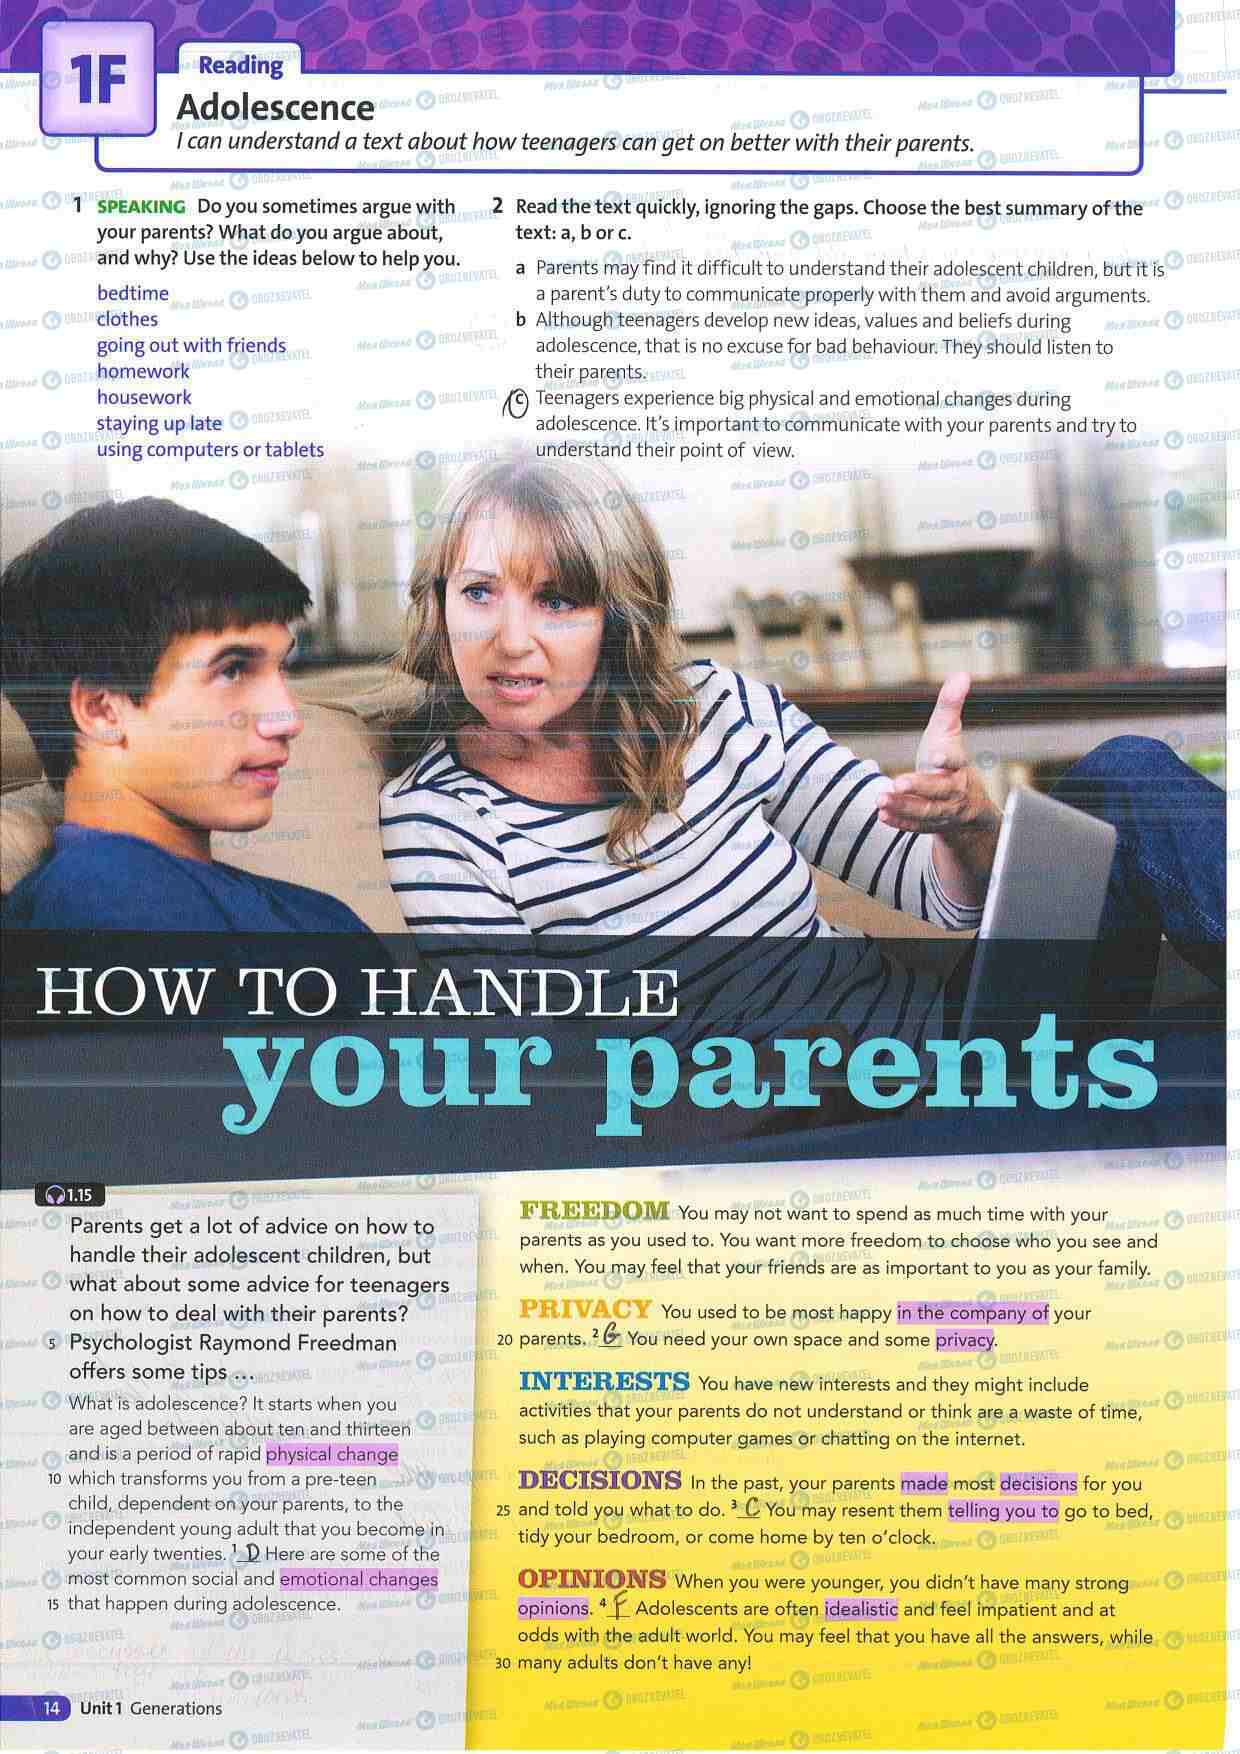 1F
Reading
Adolescence
I can understand a text about how teenagers can get on better with their parents.
1 SPEAKING Do you sometimes argue with
your parents? What do you argue about,
and why? Use the ideas below to help you.
bedtime
clothes
going out with friends
homework
housework
staying up late
using computers or tablets
2 Read the text quickly, ignoring the gaps. Choose the best summary of the
text: a, b or c.
a Parents may find it difficult to understand their adolescent children, but it is
a parent's duty to communicate properly with them and avoid arguments.
b Although teenagers develop new ideas, values and beliefs during
adolescence, that is no excuse for bad behaviour. They should listen to
their parents.
c Teenagers experience big physical and emotional changes during
adolescence. It's important to communicate with your parents and try to
understand their point of view.
HOW TO HANDLE
your parents
1.15
Parents get a lot of advice on how to
handle their adolescent children, but
what about some advice for teenagers
on how to deal with their parents?
5 Psychologist Raymond Freedman
offers some tips ...
What is adolescence? It starts when you
are aged between about ten and thirteen
and is a period of rapid physical change
10 which transforms you from a pre-teen
child, dependent on your parents, to the
independent young adult that you become in
your early twenties. 1 D Here are some of the
most common social and emotional changes
15 that happen during adolescence.
FREEDOM You may not want to spend as much time with your
parents as you used to. You want more freedom to choose who you see and
when. You may feel that your friends are as important to you as your family.
PRIVACY You used to be most happy in the company of your
20 parents. 2 G You need your own space and some privacy.
INTERESTS You have new interests and they might include
activities that your parents do not understand or think are a waste of time,
such as playing computer games or chatting on the internet.
DECISIONS In the past, your parents made most decisions for you
25 and told you what to do. 3 C You may resent them telling you to go to bed,
tidy your bedroom, or come home by ten o'clock.
OPINIONS When you were younger, you didn't have many strong
opinions. 4 F Adolescents are often idealistic and feel impatient and at
odds with the adult world. You may feel that you have all the answers, while
30 many adults don't have any!
14 Unit 1 Generations